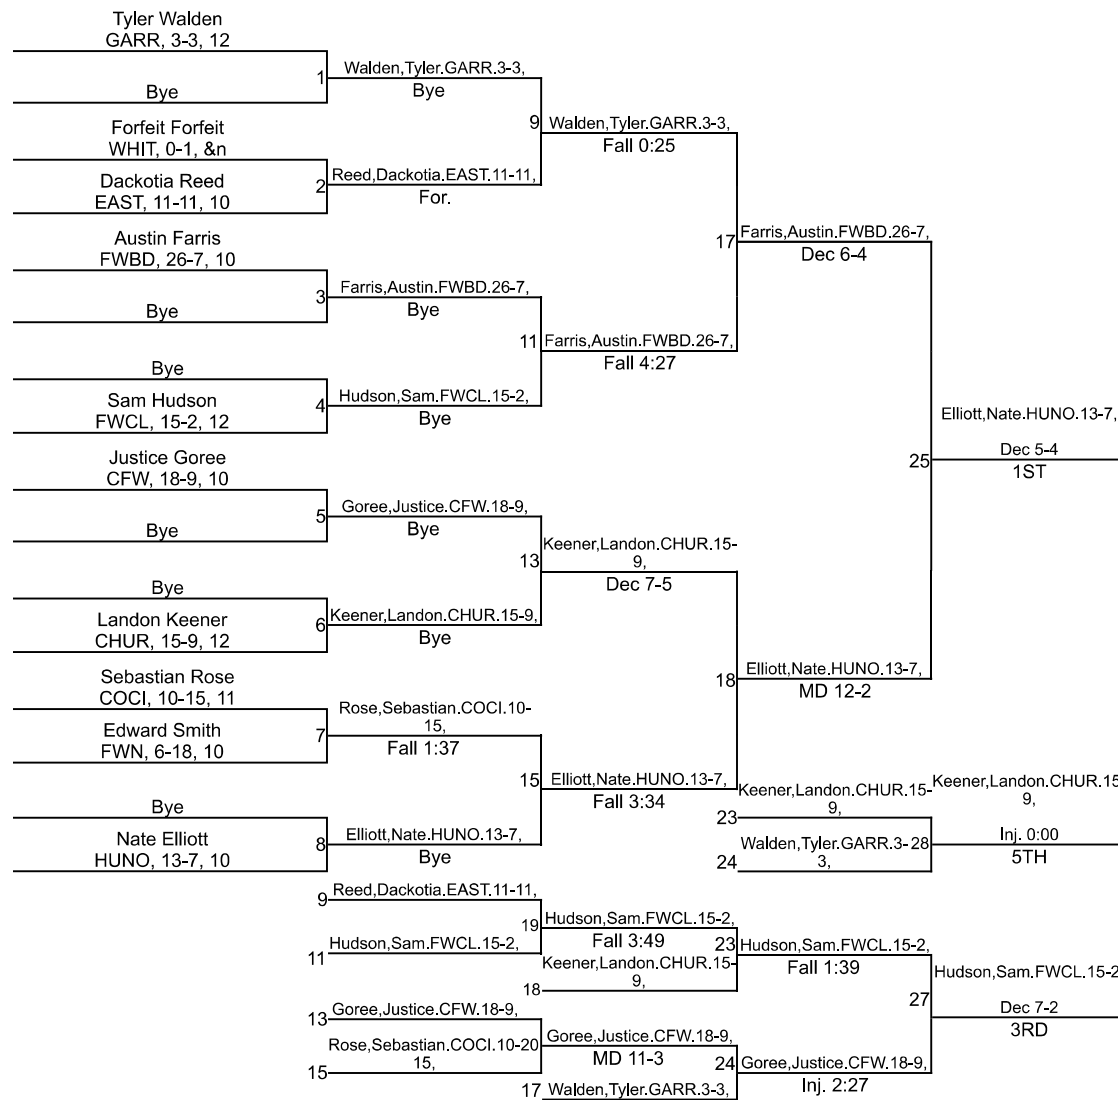 Tyler Walden
GARR, 3-3, 12
1
Walden,Tyler.GARR.3-3,
Bye
Bye
9
Walden,Tyler.GARR.3-3,
Fall 0:25
Forfeit Forfeit
WHIT, 0-1, &n
2
Reed,Dackotia.EAST.11-11,
For.
Dackotia Reed
EAST, 11-11, 10
17
Farris,Austin.FWBD.26-7,
Dec 6-4
Austin Farris
FWBD, 26-7, 10
3
Farris,Austin.FWBD.26-7,
Bye
Bye
11
Farris,Austin.FWBD.26-7,
Fall 4:27
Bye
4
Hudson,Sam.FWCL.15-2,
Bye
Sam Hudson
FWCL, 15-2, 12
25
Elliott,Nate.HUNO.13-7,
Dec 5-4
1ST
Justice Goree
CFW, 18-9, 10
5
Goree,Justice.CFW.18-9,
Bye
Bye
13
Keener,Landon.CHUR.15-
9,
Dec 7-5
Bye
6
Keener,Landon.CHUR.15-9,
Bye
Landon Keener
CHUR, 15-9, 12
18
Elliott,Nate.HUNO.13-7,
MD 12-2
Sebastian Rose
COCI, 10-15, 11
7
Rose,Sebastian.COCI.10-
15,
Fall 1:37
Edward Smith
FWN, 6-18, 10
15
Elliott,Nate.HUNO.13-7,
Fall 3:34
Bye
8
Elliott,Nate.HUNO.13-7,
Bye
Nate Elliott
HUNO, 13-7, 10
23
Keener,Landon.CHUR.15-
9,
24
Walden,Tyler.GARR.3-
3,
28
Keener,Landon.CHUR.15
9,
Inj. 0:00
5TH
9
Reed,Dackotia.EAST.11-11,
11
Hudson,Sam.FWCL.15-2,
19
Hudson,Sam.FWCL.15-2,
Fall 3:49
18
Keener,Landon.CHUR.15-
9,
23
Hudson,Sam.FWCL.15-2,
Fall 1:39
13
Goree,Justice.CFW.18-9,
15
Rose,Sebastian.COCI.10-
15,
20
Goree,Justice.CFW.18-9,
MD 11-3
17
Walden,Tyler.GARR.3-3,
24
Goree,Justice.CFW.18-9,
Inj. 2:27
27
Hudson,Sam.FWCL.15-2
Dec 7-2
3RD